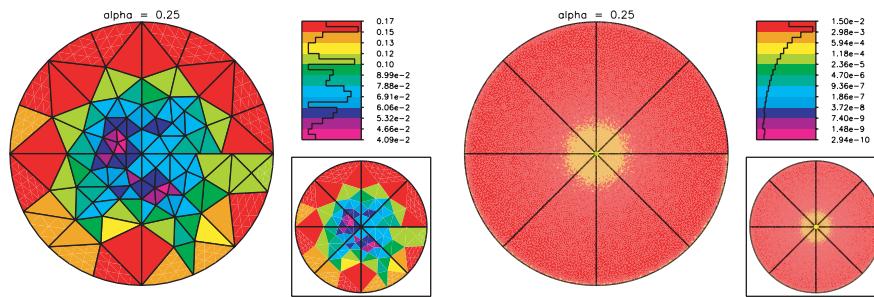 alpha = 0.25
0.17
0.15
0.13
0.12
0.10
8.99e-2
7.88e-2
6.91e-2
6.06e-2
5.32e-2
4.66e-2
4.09e-2
alpha = 0.25
1.50e-2
2.98e-3
5.94e-4
1.18e-4
2.36e-5
4.70e-6
9.36e-7
1.86e-7
3.72e-8
7.40e-9
1.48e-9
2.94e-10